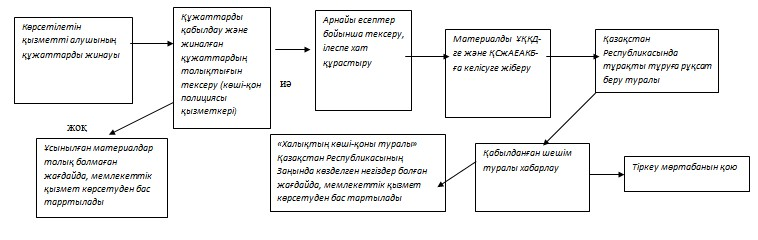 Көрсетілетін
қызметті алушының
құжаттарды жинауы
Құжаттарды
қабылдау және
жиналған
құжаттардың
толықтығын
тексеру (көші-қон
полициясы
қызметкері)
иә
Арнайы есептер
бойынша тексеру,
ілеспе хат
құрастыру
Материалды ҰҚКД-
ге және ҚСжАЕАКБ-
ға келісуге жіберу
Қазақстан
Республикасында
тұрақты тұруға рұқсат
беру туралы
жоқ
Ұсынылған материалдар
толық болмаған
жағдайда, мемлекеттік
қызмет көрсетуден бас
тарртылады
«Халықтың көші-қоны туралы»
Қазақстан Республикасының
Заңында көзделген негіздер болған
жағдайда, мемлекеттік қызмет
көрсетуден бас тартылады
Қабылданған шешім
туралы хабарлау
Тіркеу мөртабанын қою